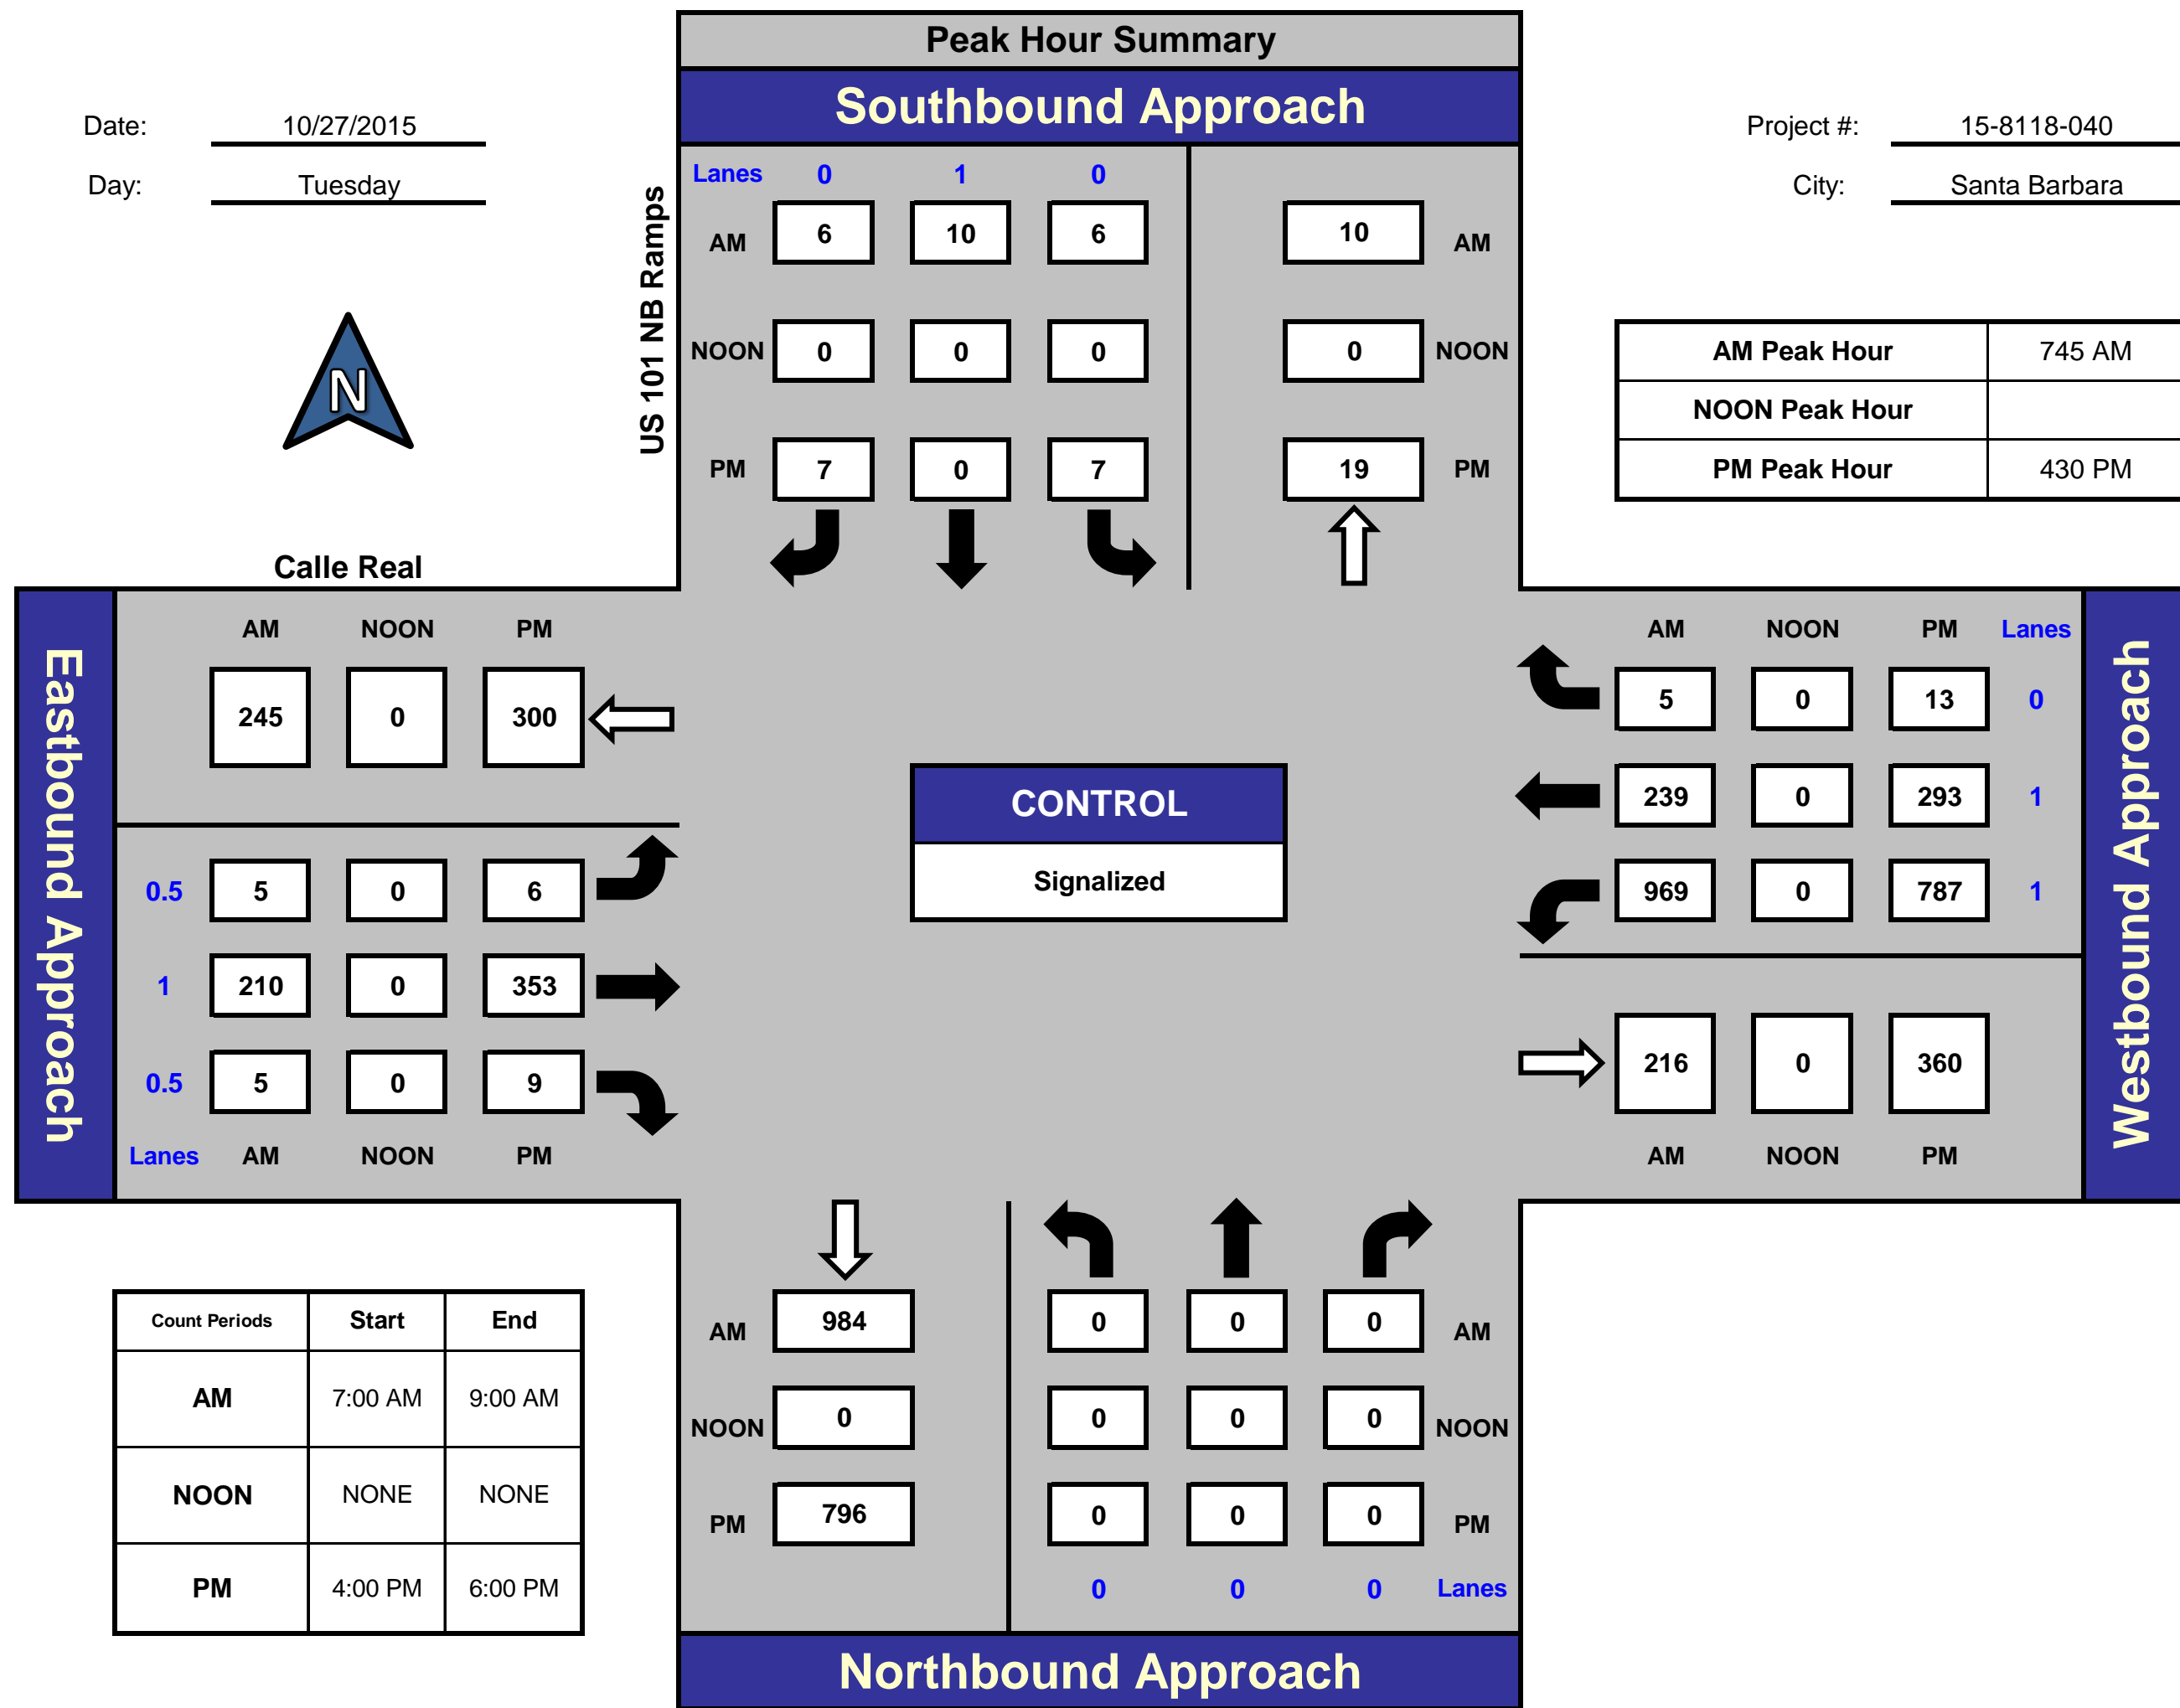 Peak Hour Summary
Southbound Approach
Date: 10/27/2015
Day: Tuesday
Project #: 15-8118-040
City: Santa Barbara
US 101 NB Ramps
Lanes 0 1 0
AM 6 10 6 10 AM
NOON 0 0 0 0 NOON
PM 7 0 7 19 PM
N
AM Peak Hour 745 AM
NOON Peak Hour
PM Peak Hour 430 PM
Calle Real
Eastbound Approach
AM NOON PM
245 0 300
0.5 5 0 6
1 210 0 353
0.5 5 0 9
Lanes AM NOON PM
CONTROL
Signalized
AM NOON PM Lanes
5 0 13 0
239 0 293 1
969 0 787 1
216 0 360
AM NOON PM
Westbound Approach
Count Periods Start End
AM 7:00 AM 9:00 AM
NOON NONE NONE
PM 4:00 PM 6:00 PM
AM 984 0 0 0 AM
NOON 0 0 0 0 NOON
PM 796 0 0 0 PM
0 0 0 Lanes
Northbound Approach